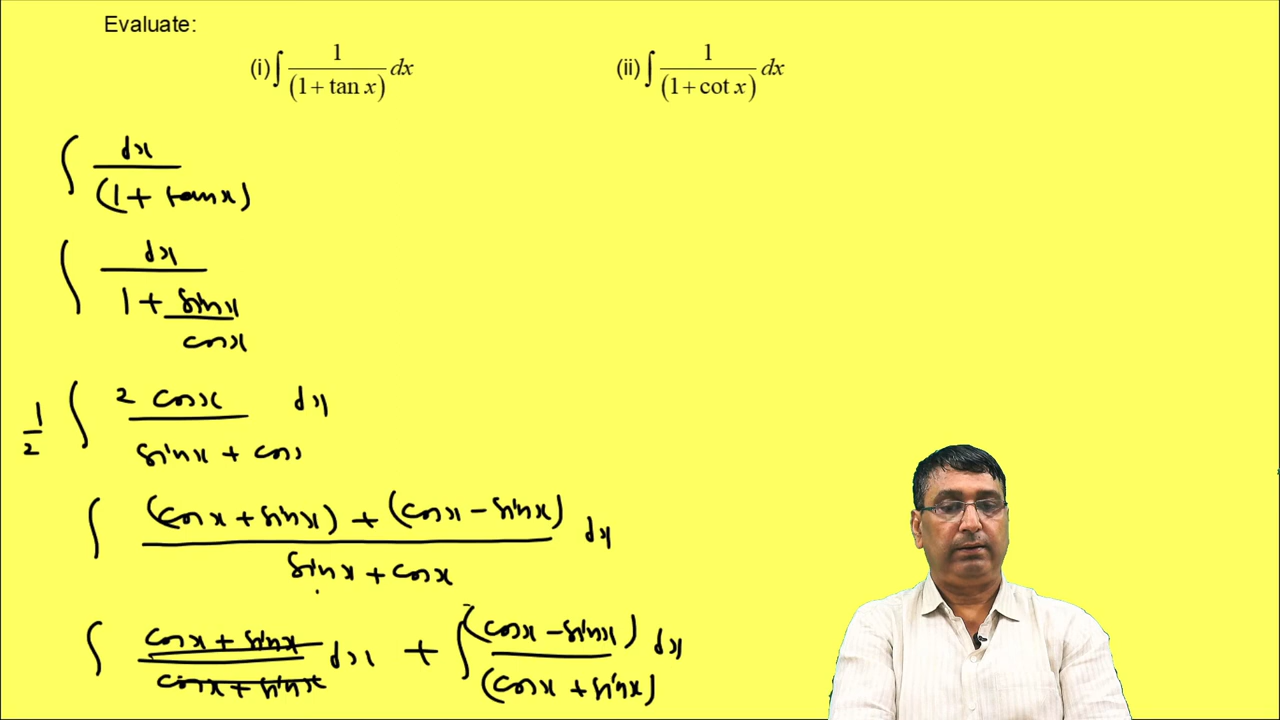 Evaluate:
(i) ∫ 1/(1+tan x) dx (ii) ∫ 1/(1+cot x) dx
∫ dx/(1+tanx)
∫ dx/(1+sinx/cosx)
1/2 ∫ 2cosx/(sinx+cos) dx
∫ ((cosx+sinx)+(cosx-sinx))/(sinx+cosx) dx
∫ (cosx+sinx)/(cosx+sinx) dx + ∫ (cosx-sinx)/(cosx+sinx) dx